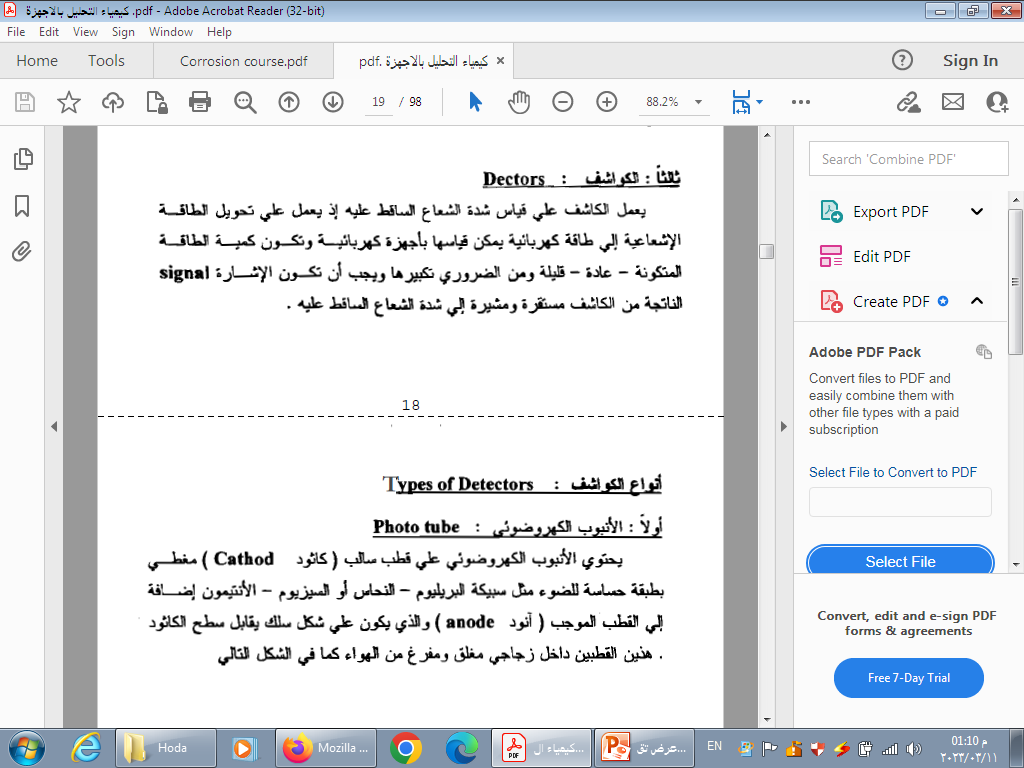 كيمياء التحليل بالاجهزة .pdf - Adobe Acrobat Reader (32-bit)
File Edit View Sign Window Help
Home Tools Corrosion course.pdf كيمياء التحليل بالاجهزة .pdf Sign In
19 / 98 88.2%
ثالثاً : الكواشف : Dectors
يعمل الكاشف علي قياس شدة الشعاع الساقط عليه إذ يعمل علي تحويل الطاقة
الإشعاعية إلي طاقة كهربائية يمكن قياسها بأجهزة كهربائية وتكون كمية الطاقة
المتكونة - عادة - قليلة ومن الضروري تكبيرها ويجب أن تكون الإشارة signal
الناتجة من الكاشف مستقرة ومشيرة إلي شدة الشعاع الساقط عليه .
18
أنواع الكواشف : Types of Detectors
أولاً : الأنبوب الكهروضوئي : Photo tube
يحتوي الأنبوب الكهروضوئي علي قطب سالب ( كاثود Cathod ) مغطي
بطبقة حساسة للضوء مثل سبيكة البريليوم - النحاس أو السيزيوم - الأنتيمون إضافة
إلي القطب الموجب ( آنود anode ) والذي يكون علي شكل سلك يقابل سطح الكاثود
. هذين القطبين داخل زجاجي مغلق ومفرغ من الهواء كما في الشكل التالي
Search 'Combine PDF'
Export PDF
Edit PDF
Create PDF
Adobe PDF Pack
Convert files to PDF and
easily combine them with
other file types with a paid
subscription
Select File to Convert to PDF
Select File
Convert, edit and e-sign PDF
forms & agreements
Free 7-Day Trial
Hoda Mozilla ... كيمياء ال... عرض تق... EN 01:10 م
٢٠٢٣/٠٣/١١